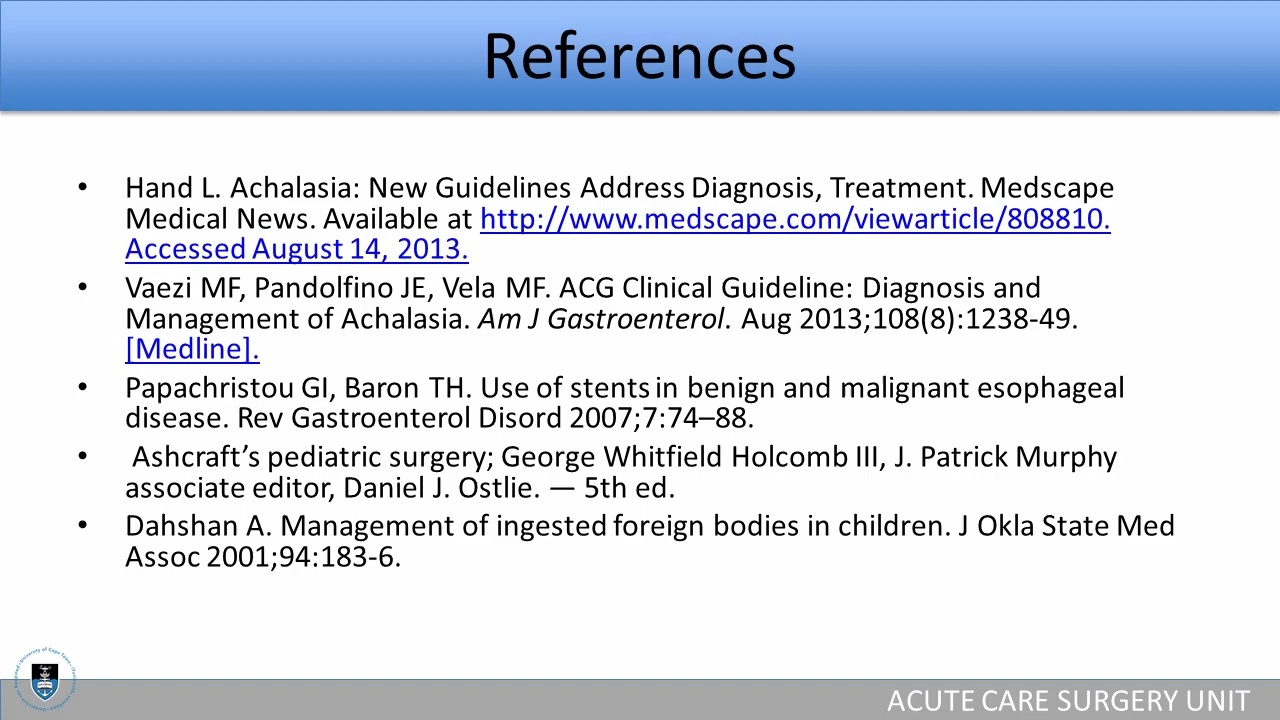 References
• Hand L. Achalasia: New Guidelines Address Diagnosis, Treatment. Medscape
Medical News. Available at http://www.medscape.com/viewarticle/808810.
Accessed August 14, 2013.
• Vaezi MF, Pandolfino JE, Vela MF. ACG Clinical Guideline: Diagnosis and
Management of Achalasia. Am J Gastroenterol. Aug 2013;108(8):1238-49.
[Medline].
• Papachristou GI, Baron TH. Use of stents in benign and malignant esophageal
disease. Rev Gastroenterol Disord 2007;7:74–88.
• Ashcraft’s pediatric surgery; George Whitfield Holcomb III, J. Patrick Murphy
associate editor, Daniel J. Ostlie. — 5th ed.
• Dahshan A. Management of ingested foreign bodies in children. J Okla State Med
Assoc 2001;94:183-6.
University of Cape Town
ACUTE CARE SURGERY UNIT